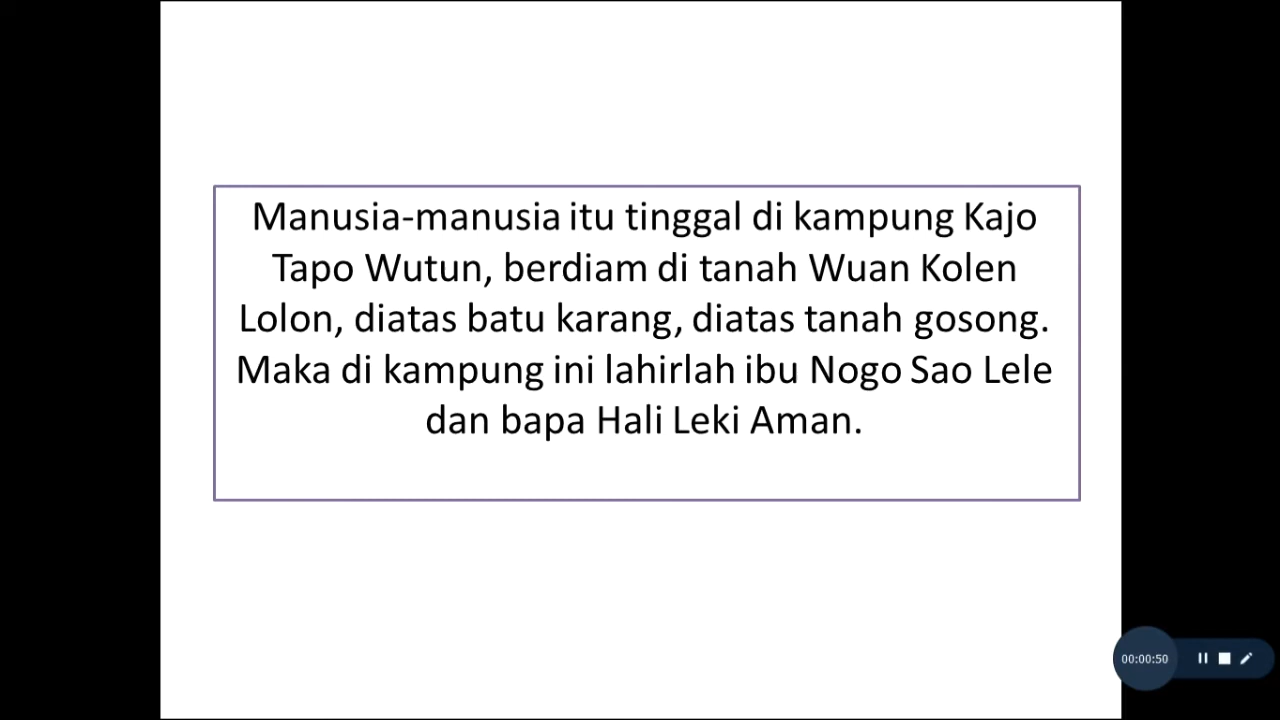 Manusia-manusia itu tinggal di kampung Kajo
Tapo Wutun, berdiam di tanah Wuan Kolen
Lolon, diatas batu karang, diatas tanah gosong.
Maka di kampung ini lahirlah ibu Nogo Sao Lele
dan bapa Hali Leki Aman.
00:00:50